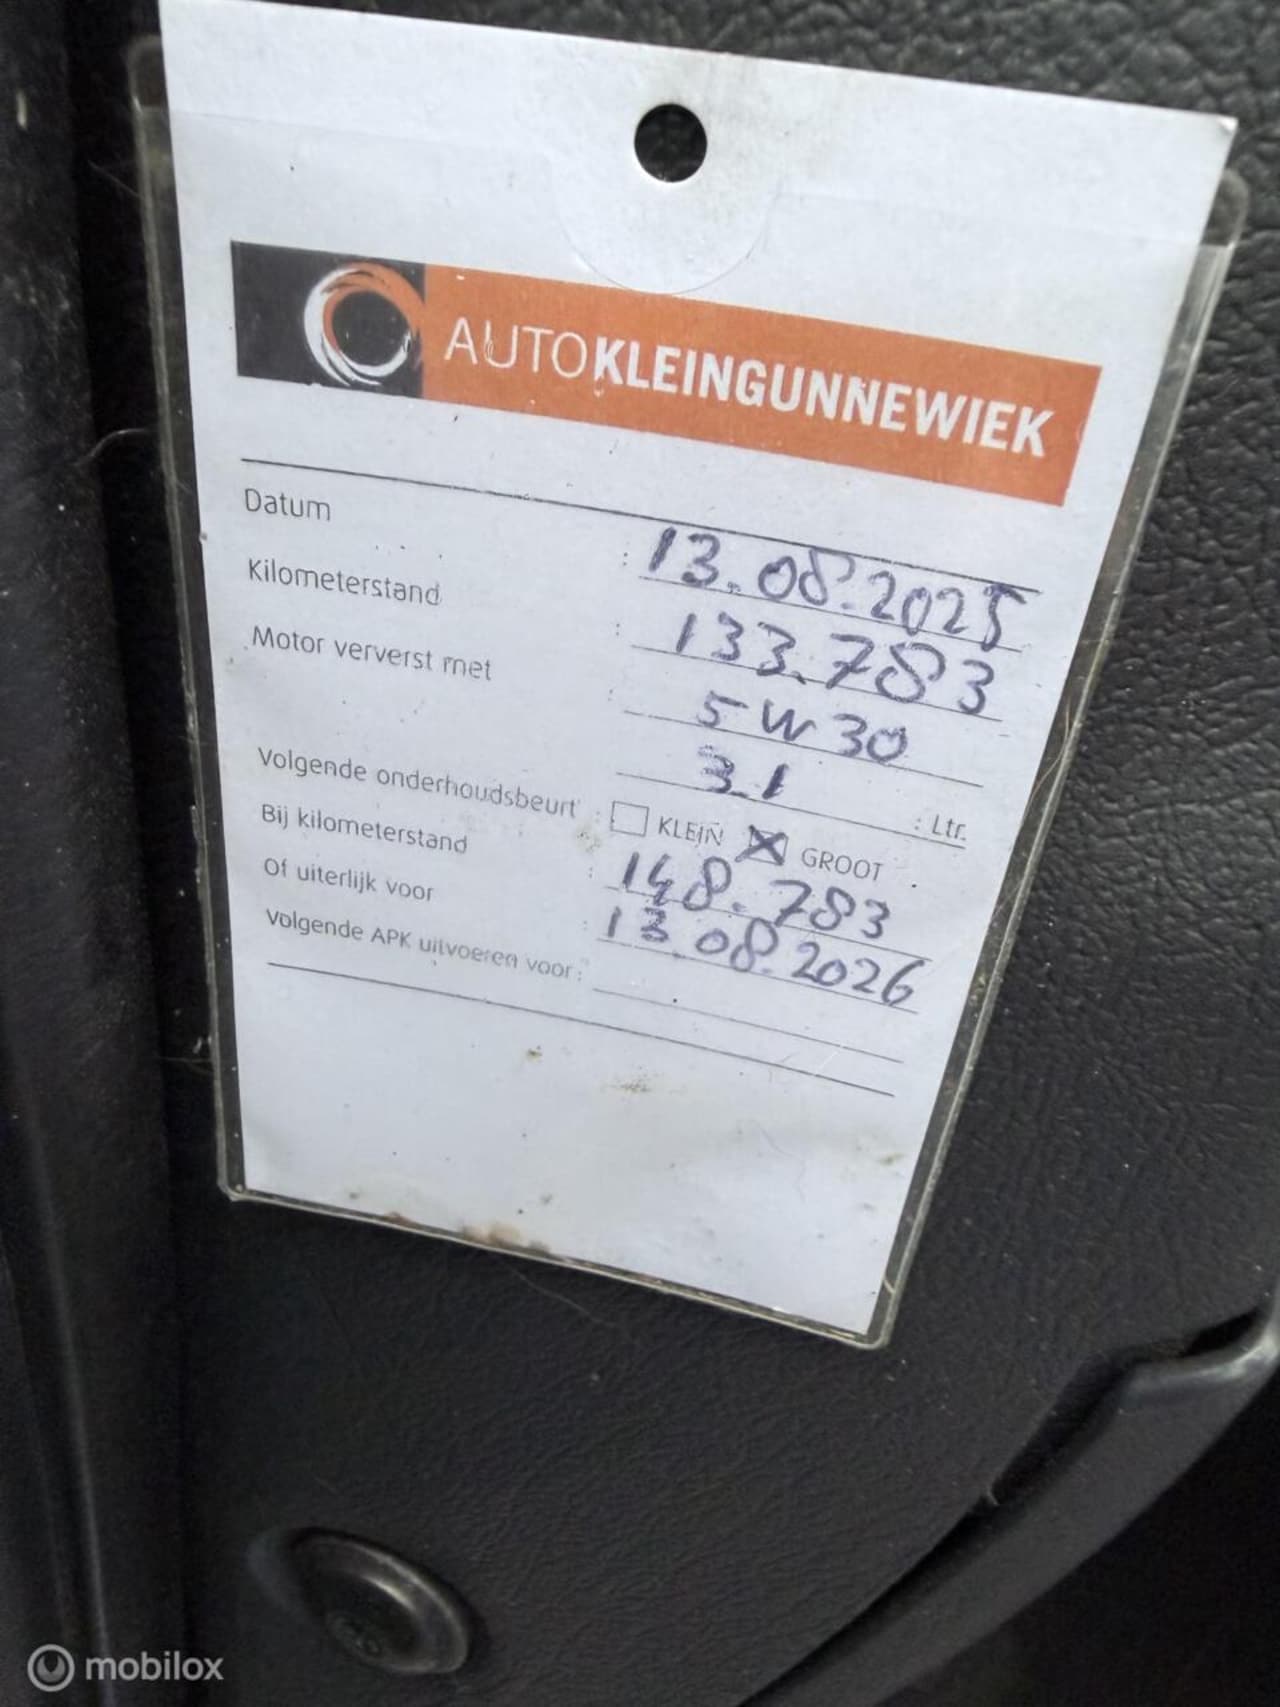 AUTOKLEINGUNNEWIEK
Datum : 13.08.2025
Kilometerstand : 133.783
Motor ververst met : 5W30
3.1 : Ltr.
Volgende onderhoudsbeurt : KLEIN GROOT
Bij kilometerstand : 148.783
Of uiterlijk voor : 13.08.2026
Volgende APK uitvoeren voor :
mobilox